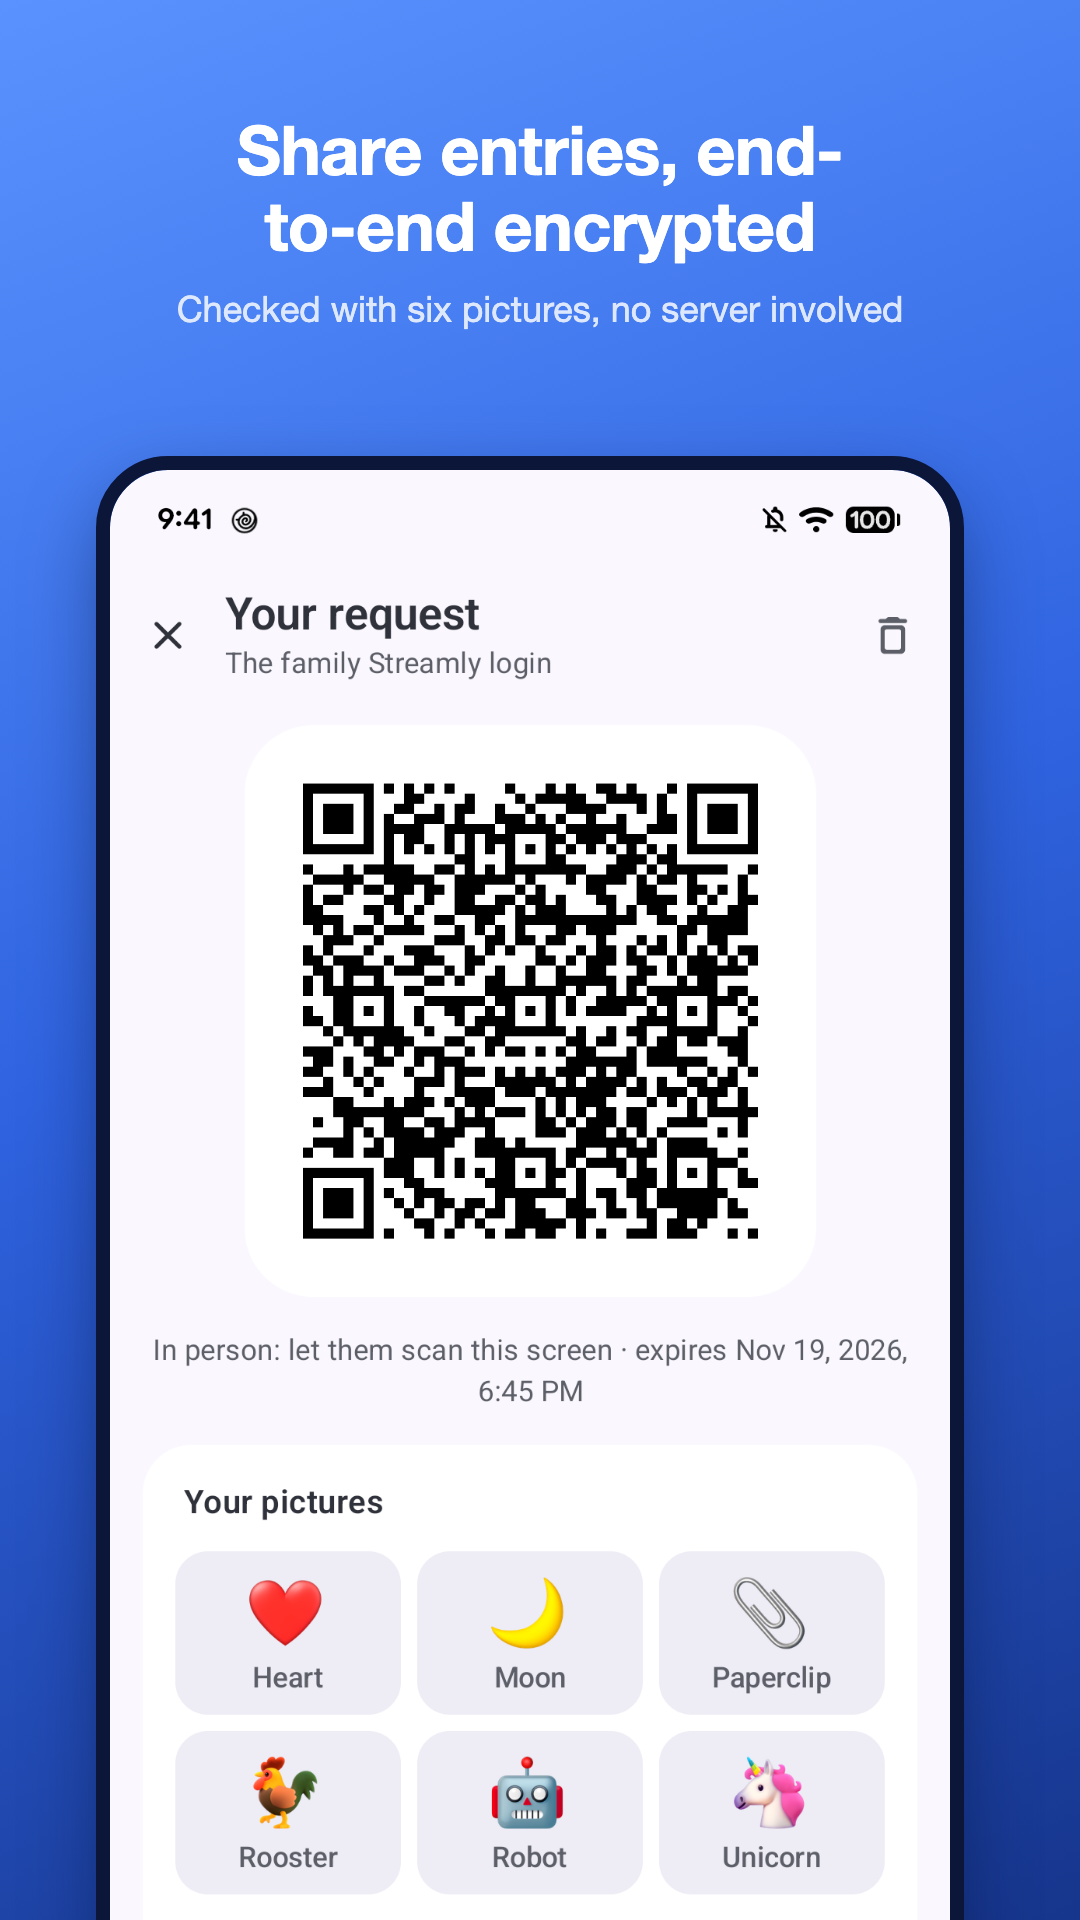 Share entries, end-
to-end encrypted
Checked with six pictures, no server involved
9:41
100
Your request
The family Streamly login
In person: let them scan this screen · expires Nov 19, 2026,
6:45 PM
Your pictures
Heart
Moon
Paperclip
Rooster
Robot
Unicorn